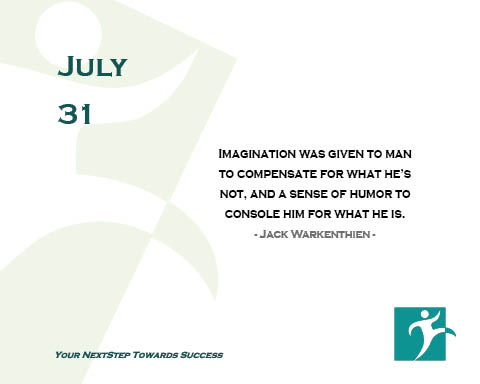 July
31
Imagination was given to man
to compensate for what he's
not, and a sense of humor to
console him for what he is.
- Jack Warkenthien -
Your NextStep Towards Success